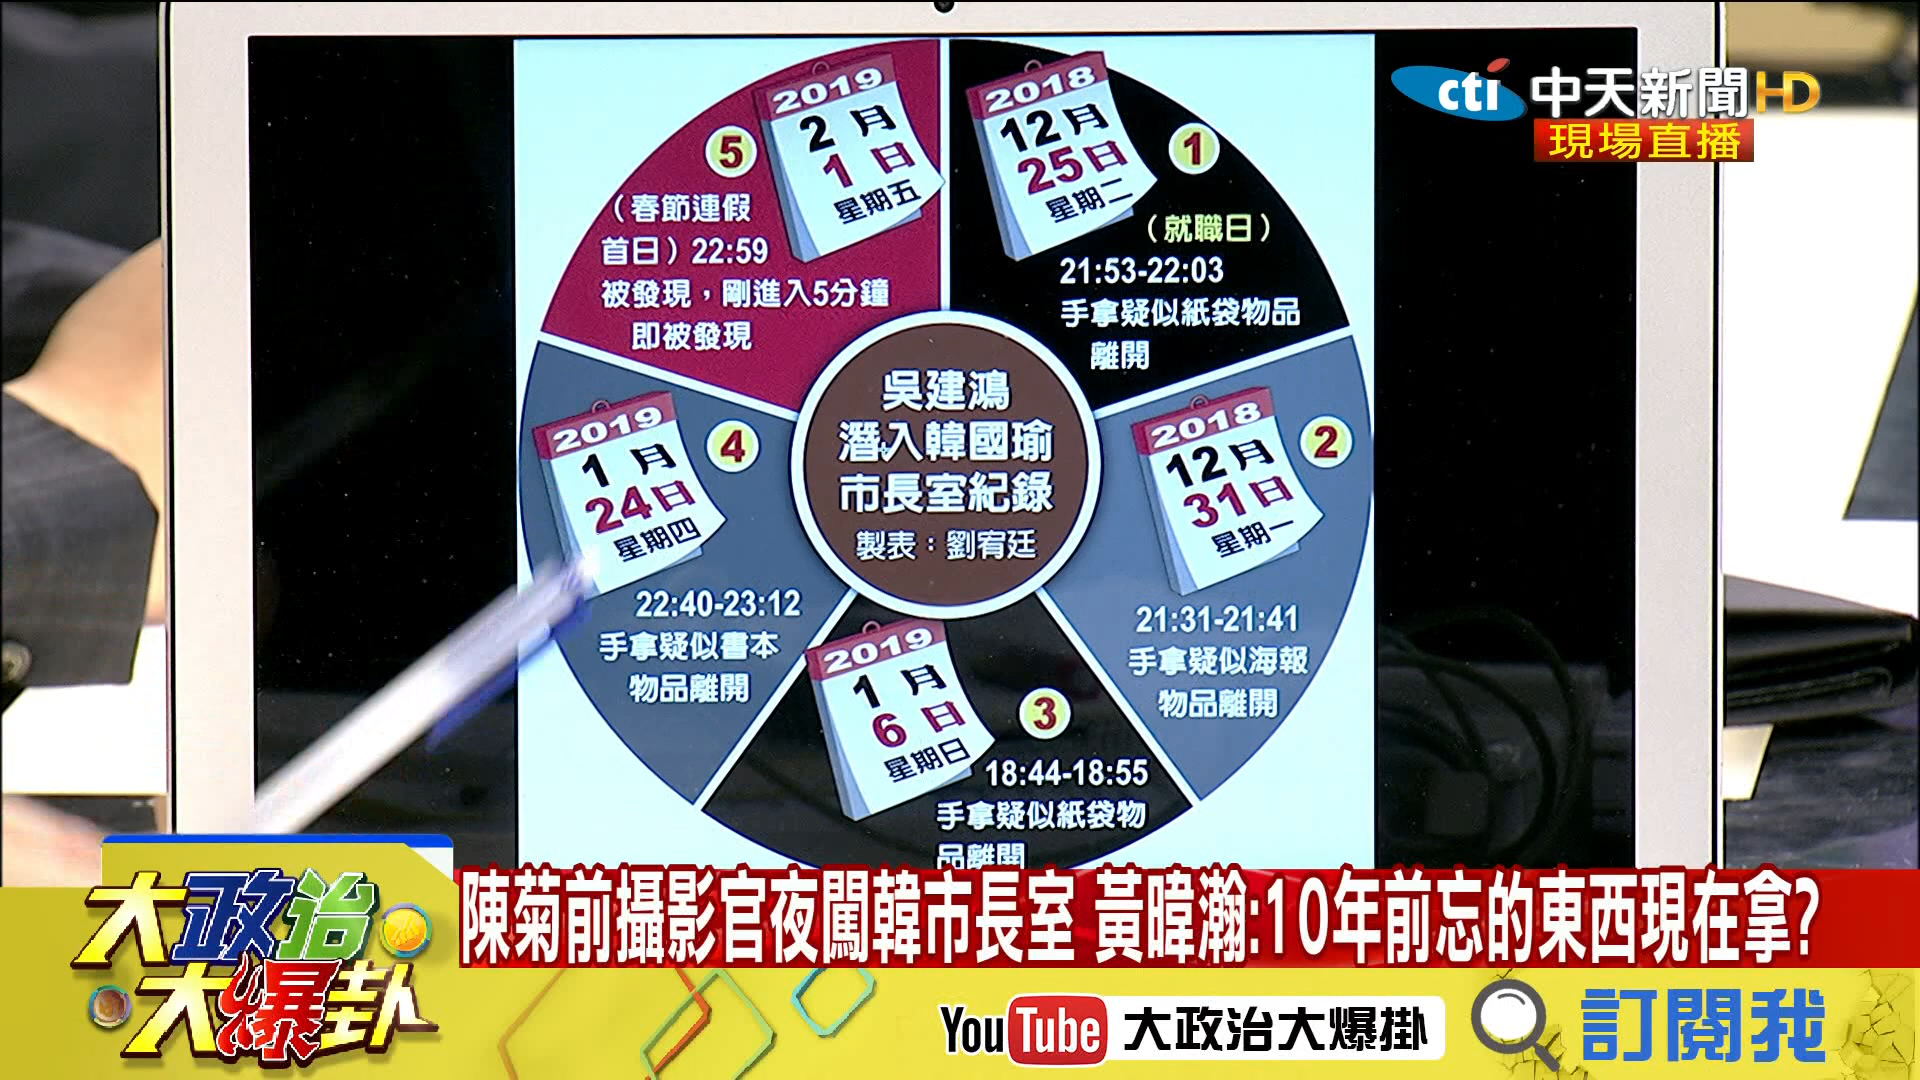 cti 中天新聞HD
現場直播
2018
12月
25日
星期二
1
（就職日）
21:53-22:03
手拿疑似紙袋物品
離開
2018
12月
31日
星期一
2
21:31-21:41
手拿疑似海報
物品離開
2019
1月
6日
星期日
3
18:44-18:55
手拿疑似紙袋物
品離開
2019
1月
24日
星期四
4
22:40-23:12
手拿疑似書本
物品離開
2019
2月
1日
星期五
5
（春節連假
首日）22:59
被發現，剛進入5分鐘
即被發現
吳建鴻
潛入韓國瑜
市長室紀錄
製表：劉宥廷
大政治
大爆卦
陳菊前攝影官夜闖韓市長室 黃暐瀚:10年前忘的東西現在拿?
YouTube 大政治大爆掛
訂閱我